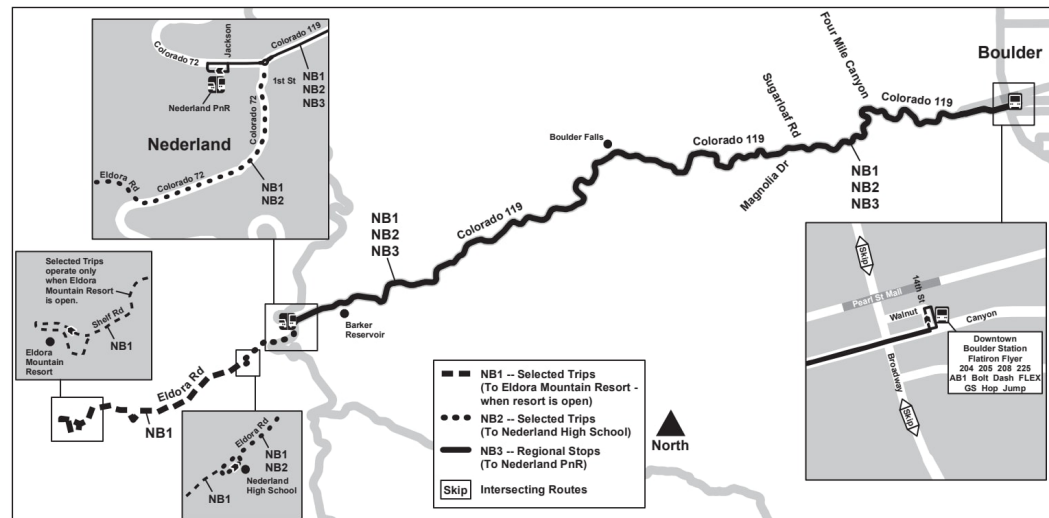 Colorado 72
Jackson
Colorado 119
1st St
NB1
NB2
NB3
Nederland PnR
Colorado 72
Nederland
Eldora Rd
Colorado 72
NB1
NB2
Selected Trips
operate only
when Eldora
Mountain Resort
is open.
Shelf Rd
NB1
Eldora
Mountain
Resort
Eldora Rd
NB1
Eldora Rd
NB1
NB2
NB1
Nederland
High School
Barker
Reservoir
NB1
NB2
NB3
Colorado 119
Boulder Falls
Colorado 119
Sugarloaf Rd
Magnolia Dr
Four Mile Canyon
Colorado 119
NB1
NB2
NB3
Boulder
Skip
Pearl St Mall
14th St
Walnut
Canyon
Broadway
Skip
Downtown
Boulder Station
Flatiron Flyer
204 205 208 225
AB1 Bolt Dash FLEX
GS Hop Jump
NB1 -- Selected Trips
(To Eldora Mountain Resort -
when resort is open)
NB2 -- Selected Trips
(To Nederland High School)
NB3 -- Regional Stops
(To Nederland PnR)
Skip Intersecting Routes
North